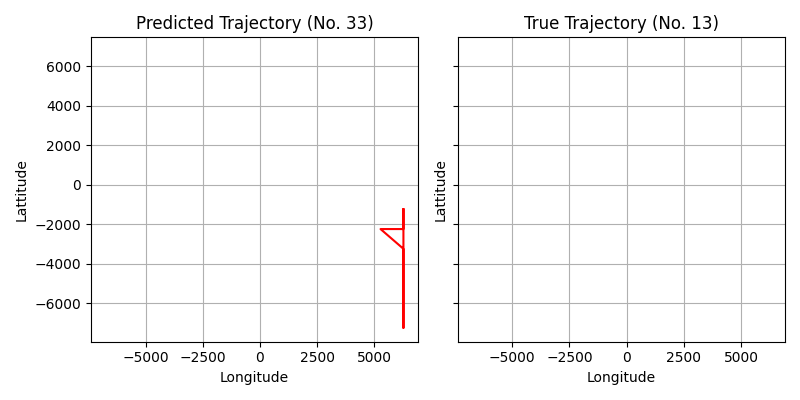 Predicted Trajectory (No. 33)
True Trajectory (No. 13)
6000
4000
2000
0
−2000
−4000
−6000
Lattitude
Lattitude
−5000 −2500 0 2500 5000
−5000 −2500 0 2500 5000
Longitude
Longitude